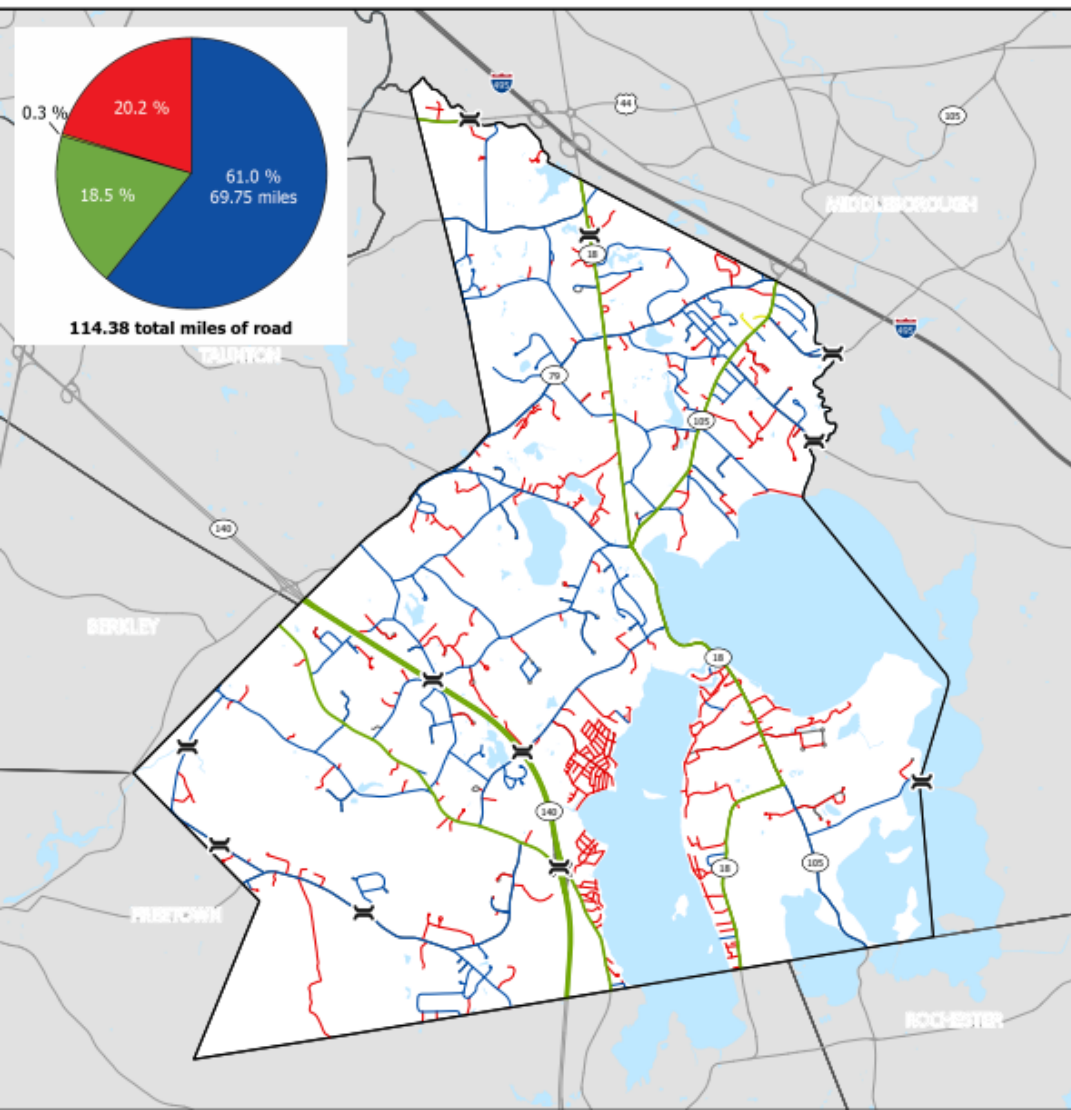 0.3 %
20.2 %
18.5 %
61.0 %
69.75 miles
114.38 total miles of road
495
44
105
MIDDLEBOROUGH
18
495
TAUNTON
79
105
140
BERKLEY
18
140
18
105
FREETOWN
ROCHESTER